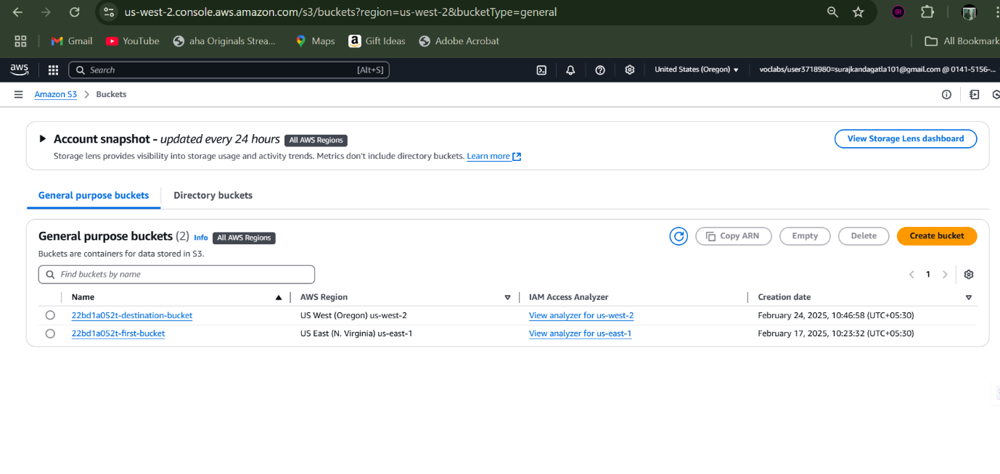 us-west-2.console.aws.amazon.com/s3/buckets?region=us-west-2&bucketType=general
Gmail YouTube aha Originals Strea... Maps Gift Ideas Adobe Acrobat All Bookmark
aws Search [Alt+S] United States (Oregon) voclabs/user3718980=surajkandagatla101@gmail.com @ 0141-5156-...
Amazon S3 > Buckets
Account snapshot - updated every 24 hours All AWS Regions View Storage Lens dashboard
Storage lens provides visibility into storage usage and activity trends. Metrics don't include directory buckets. Learn more
General purpose buckets Directory buckets
General purpose buckets (2) Info All AWS Regions Copy ARN Empty Delete Create bucket
Buckets are containers for data stored in S3.
Find buckets by name 1
Name AWS Region IAM Access Analyzer Creation date
22bd1a052t-destination-bucket US West (Oregon) us-west-2 View analyzer for us-west-2 February 24, 2025, 10:46:58 (UTC+05:30)
22bd1a052t-first-bucket US East (N. Virginia) us-east-1 View analyzer for us-east-1 February 17, 2025, 10:23:32 (UTC+05:30)